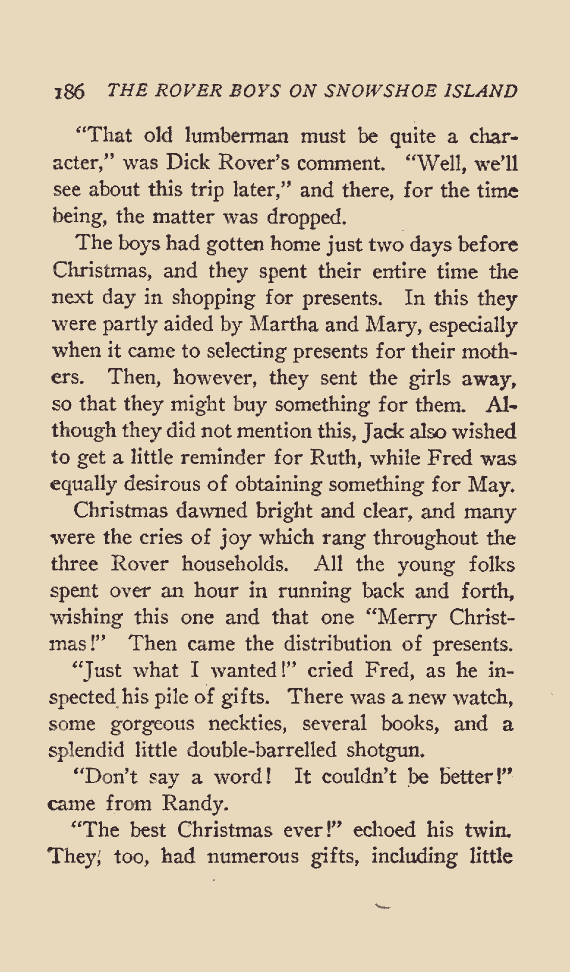 186 THE ROVER BOYS ON SNOWSHOE ISLAND
“That old lumberman must be quite a char-
acter,” was Dick Rover’s comment. “Well, we’ll
see about this trip later,” and there, for the time
being, the matter was dropped.
The boys had gotten home just two days before
Christmas, and they spent their entire time the
next day in shopping for presents. In this they
were partly aided by Martha and Mary, especially
when it came to selecting presents for their moth-
ers. Then, however, they sent the girls away,
so that they might buy something for them. Al-
though they did not mention this, Jack also wished
to get a little reminder for Ruth, while Fred was
equally desirous of obtaining something for May.
Christmas dawned bright and clear, and many
were the cries of joy which rang throughout the
three Rover households. All the young folks
spent over an hour in running back and forth,
wishing this one and that one “Merry Christ-
mas!” Then came the distribution of presents.
“Just what I wanted!” cried Fred, as he in-
spected his pile of gifts. There was a new watch,
some gorgeous neckties, several books, and a
splendid little double-barrelled shotgun.
“Don’t say a word! It couldn’t be better!”
came from Randy.
“The best Christmas ever!” echoed his twin.
They, too, had numerous gifts, including little